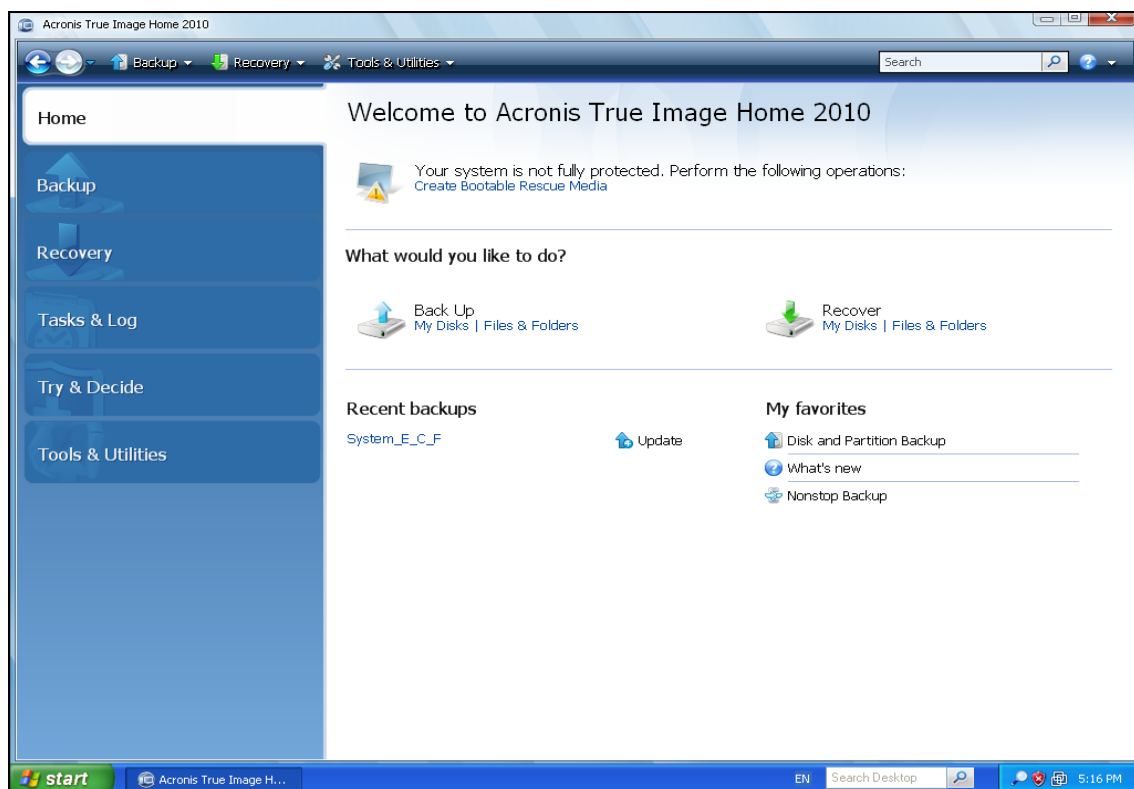 Acronis True Image Home 2010
Backup Recovery Tools & Utilities Search
Home
Backup
Recovery
Tasks & Log
Try & Decide
Tools & Utilities
Welcome to Acronis True Image Home 2010
Your system is not fully protected. Perform the following operations:
Create Bootable Rescue Media
What would you like to do?
Back Up
My Disks | Files & Folders
Recover
My Disks | Files & Folders
Recent backups
System_E_C_F Update
My favorites
Disk and Partition Backup
What's new
Nonstop Backup
start Acronis True Image H... EN Search Desktop 5:16 PM